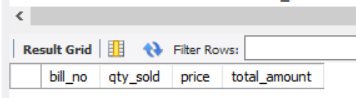 Result Grid Filter Rows:
bill_no qty_sold price total_amount